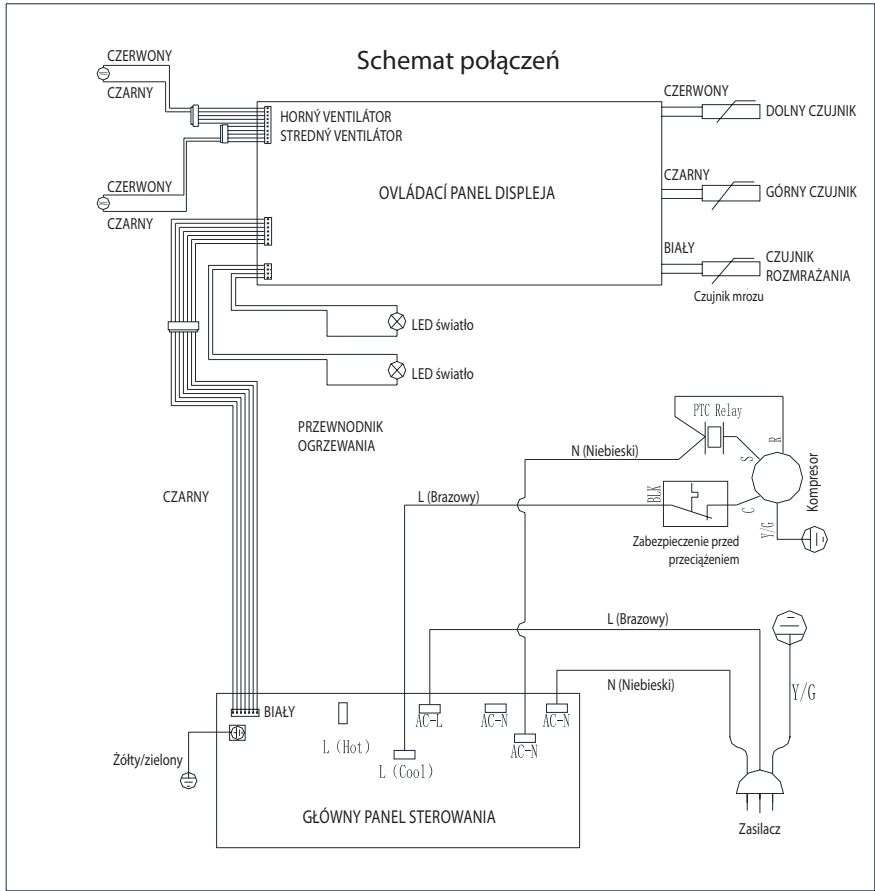 Schemat połączeń
CZERWONY
CZARNY
HORNÝ VENTILÁTOR
STREDNÝ VENTILÁTOR
CZERWONY
CZARNY
OVLÁDACÍ PANEL DISPLEJA
CZERWONY
DOLNY CZUJNIK
CZARNY
GÓRNY CZUJNIK
BIAŁY
CZUJNIK
ROZMRAŻANIA
Czujnik mrozu
LED światło
LED światło
PRZEWNODNIK
OGRZEWANIA
CZARNY
PTC Relay
R
S
N (Niebieski)
L (Brazowy)
BLK
C
Y/G
Kompresor
Zabezpieczenie przed
przeciążeniem
L (Brazowy)
N (Niebieski)
Y/G
BIAŁY
L (Hot)
L (Cool)
AC-L
AC-N
AC-N
AC-N
Żółty/zielony
GŁÓWNY PANEL STEROWANIA
Zasilacz